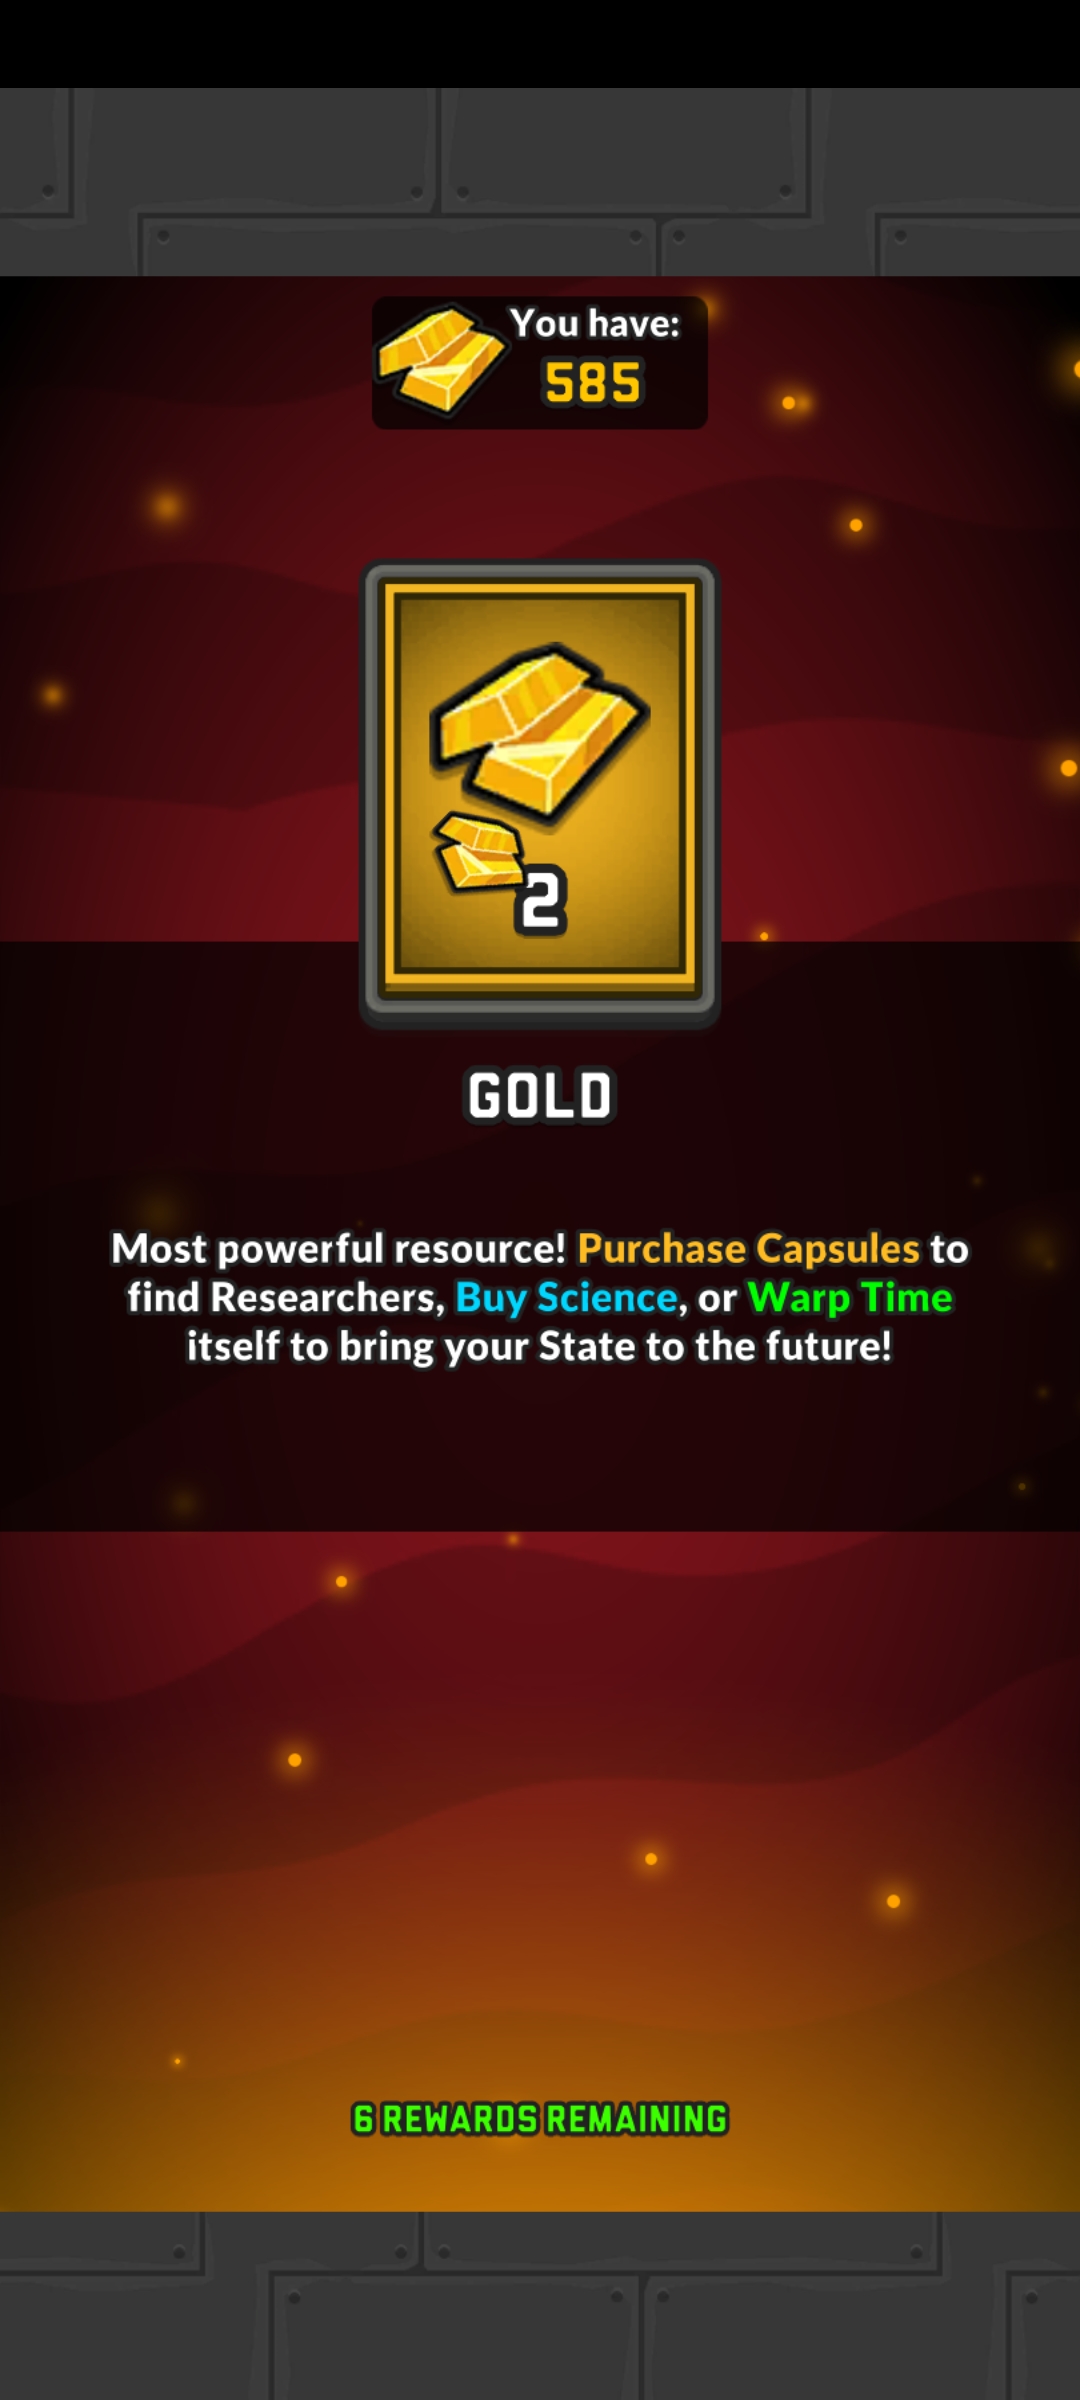 You have:
585
2
GOLD
Most powerful resource! Purchase Capsules to
find Researchers, Buy Science, or Warp Time
itself to bring your State to the future!
6 REWARDS REMAINING